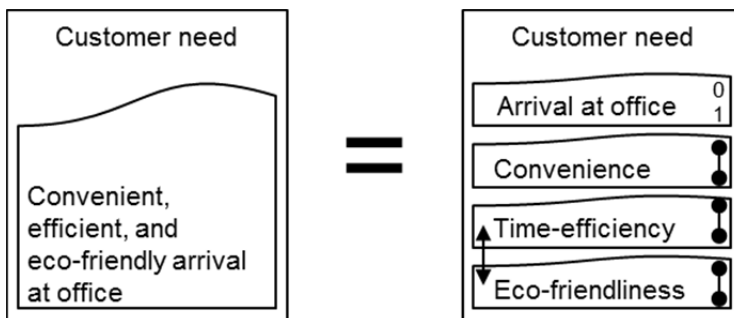 Customer need
Convenient,
efficient, and
eco-friendly arrival
at office
Customer need
Arrival at office 0
1
Convenience
Time-efficiency
Eco-friendliness